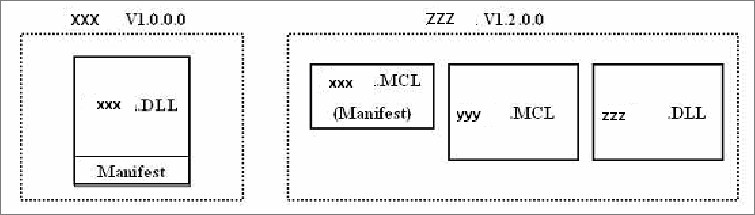 XXX V1.0.0.0
ZZZ . V1.2.0.0
xxx ..DLL
Manifest
xxx ..MCL
(Manifest)
yyy .MCL
zzz .DLL